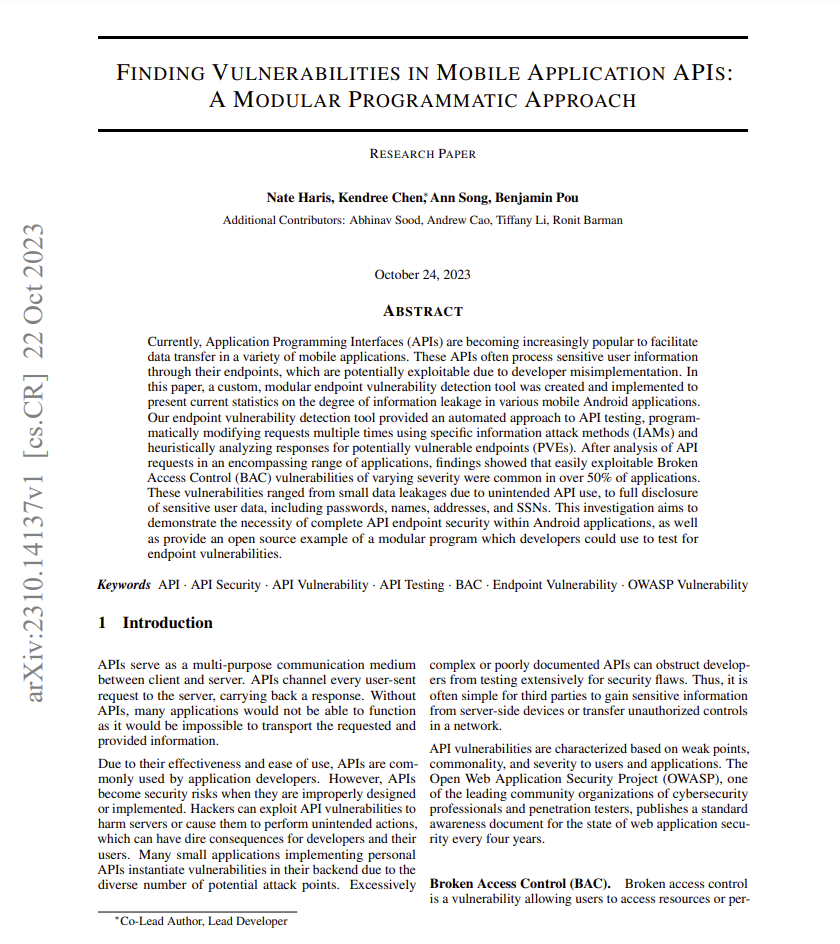 FINDING VULNERABILITIES IN MOBILE APPLICATION APIS:
A MODULAR PROGRAMMATIC APPROACH
RESEARCH PAPER
Nate Haris, Kendree Chen,* Ann Song, Benjamin Pou
Additional Contributors: Abhinav Sood, Andrew Cao, Tiffany Li, Ronit Barman
October 24, 2023
ABSTRACT
Currently, Application Programming Interfaces (APIs) are becoming increasingly popular to facilitate
data transfer in a variety of mobile applications. These APIs often process sensitive user information
through their endpoints, which are potentially exploitable due to developer misimplementation. In
this paper, a custom, modular endpoint vulnerability detection tool was created and implemented to
present current statistics on the degree of information leakage in various mobile Android applications.
Our endpoint vulnerability detection tool provided an automated approach to API testing, program-
matically modifying requests multiple times using specific information attack methods (IAMs) and
heuristically analyzing responses for potentially vulnerable endpoints (PVEs). After analysis of API
requests in an encompassing range of applications, findings showed that easily exploitable Broken
Access Control (BAC) vulnerabilities of varying severity were common in over 50% of applications.
These vulnerabilities ranged from small data leakages due to unintended API use, to full disclosure
of sensitive user data, including passwords, names, addresses, and SSNs. This investigation aims to
demonstrate the necessity of complete API endpoint security within Android applications, as well
as provide an open source example of a modular program which developers could use to test for
endpoint vulnerabilities.
Keywords API · API Security · API Vulnerability · API Testing · BAC · Endpoint Vulnerability · OWASP Vulnerability
1 Introduction
APIs serve as a multi-purpose communication medium
between client and server. APIs channel every user-sent
request to the server, carrying back a response. Without
APIs, many applications would not be able to function
as it would be impossible to transport the requested and
provided information.
Due to their effectiveness and ease of use, APIs are com-
monly used by application developers. However, APIs
become security risks when they are improperly designed
or implemented. Hackers can exploit API vulnerabilities to
harm servers or cause them to perform unintended actions,
which can have dire consequences for developers and their
users. Many small applications implementing personal
APIs instantiate vulnerabilities in their backend due to the
diverse number of potential attack points. Excessively
*Co-Lead Author, Lead Developer
complex or poorly documented APIs can obstruct develop-
ers from testing extensively for security flaws. Thus, it is
often simple for third parties to gain sensitive information
from server-side devices or transfer unauthorized controls
in a network.
API vulnerabilities are characterized based on weak points,
commonality, and severity to users and applications. The
Open Web Application Security Project (OWASP), one
of the leading community organizations of cybersecurity
professionals and penetration testers, publishes a standard
awareness document for the state of web application secu-
rity every four years.
Broken Access Control (BAC). Broken access control
is a vulnerability allowing users to access resources or per-
arXiv:2310.14137v1 [cs.CR] 22 Oct 2023